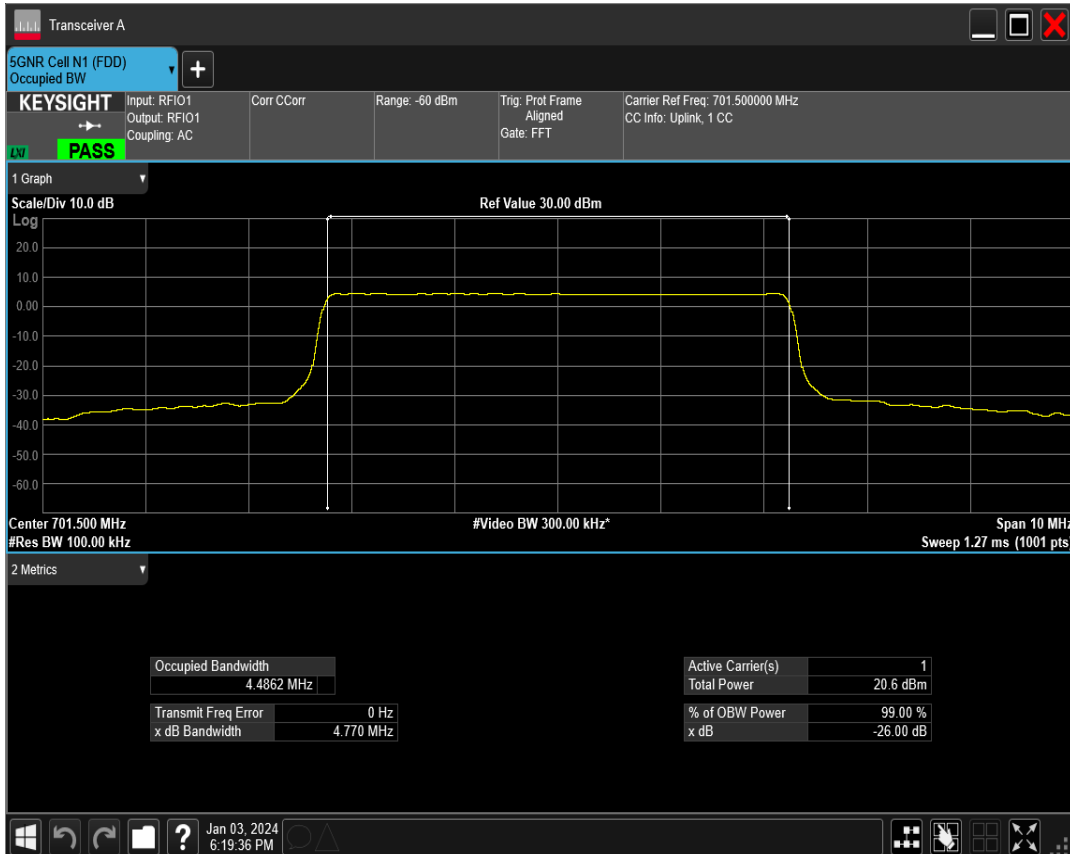 Transceiver A
5GNR Cell N1 (FDD)
Occupied BW
+
KEYSIGHT
LXI
PASS
Input: RFIO1
Output: RFIO1
Coupling: AC
Corr CCorr
Range: -60 dBm
Trig: Prot Frame
Aligned
Gate: FFT
Carrier Ref Freq: 701.500000 MHz
CC Info: Uplink, 1 CC
1 Graph
Scale/Div 10.0 dB
Ref Value 30.00 dBm
Log
20.0
10.0
0.00
-10.0
-20.0
-30.0
-40.0
-50.0
-60.0
Center 701.500 MHz
#Video BW 300.00 kHz*
Span 10 MHz
#Res BW 100.00 kHz
Sweep 1.27 ms (1001 pts)
2 Metrics
Occupied Bandwidth
4.4862 MHz
Transmit Freq Error 0 Hz
x dB Bandwidth 4.770 MHz
Active Carrier(s) 1
Total Power 20.6 dBm
% of OBW Power 99.00 %
x dB -26.00 dB
?
Jan 03, 2024
6:19:36 PM